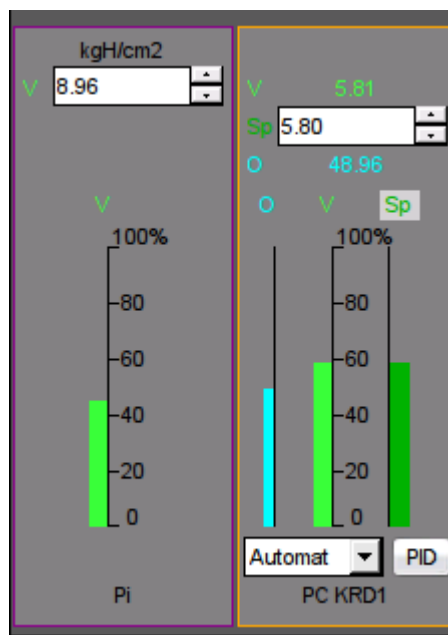 kgH/cm2
V 8.96
V
100%
80
60
40
20
0
Pi
V 5.81
Sp 5.80
O 48.96
O V Sp
100%
80
60
40
20
0
Automat PID
PC KRD1